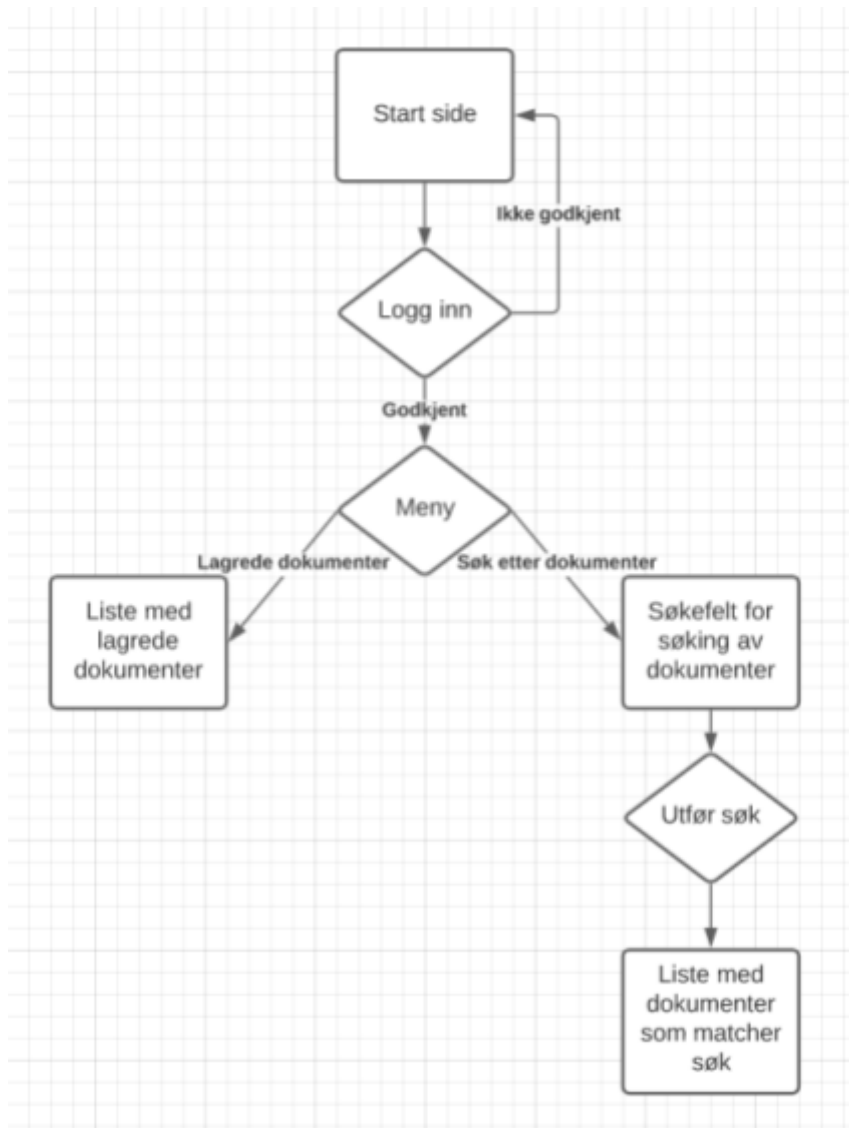 Start side
Ikke godkjent
Logg inn
Godkjent
Meny
Lagrede dokumenter
Søk etter dokumenter
Liste med
lagrede
dokumenter
Søkefelt for
søking av
dokumenter
Utfør søk
Liste med
dokumenter
som matcher
søk